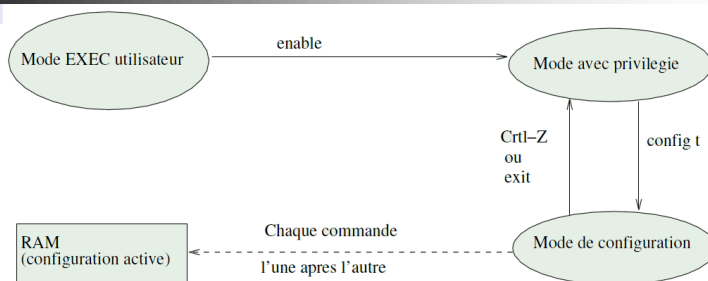 enable
Mode EXEC utilisateur
Mode avec privilegie
Crtl–Z
ou
exit
config t
Chaque commande
l'une apres l'autre
Mode de configuration
RAM
(configuration active)